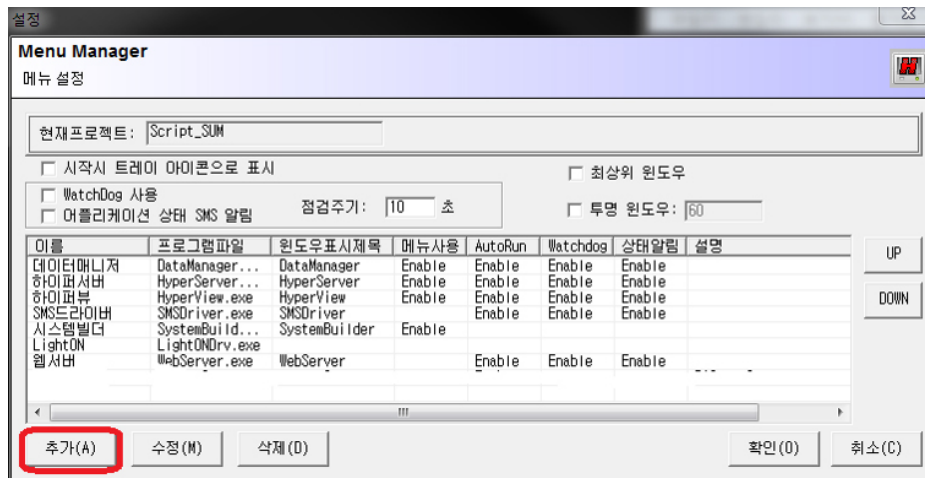 설정
Menu Manager
메뉴 설정
현재프로젝트: Script_SUM
시작시 트레이 아이콘으로 표시
최상위 윈도우
WatchDog 사용
어플리케이션 상태 SMS 알림
점검주기: 10 초
투명 윈도우: 60
이름 프로그램파일 윈도우표시제목 메뉴사용 AutoRun Watchdog 상태알림 설명
데이터매니저 DataManager... DataManager Enable Enable Enable Enable
하이퍼서버 HyperServer... HyperServer Enable Enable Enable Enable
하이퍼뷰 HyperView.exe HyperView Enable Enable Enable Enable
SMS드라이버 SMSDriver.exe SMSDriver Enable Enable Enable
시스템빌더 SystemBuild... SystemBuilder Enable
LightON LightONDrv.exe
웹서버 WebServer.exe WebServer Enable Enable Enable
UP
DOWN
추가(A) 수정(M) 삭제(D) 확인(O) 취소(C)